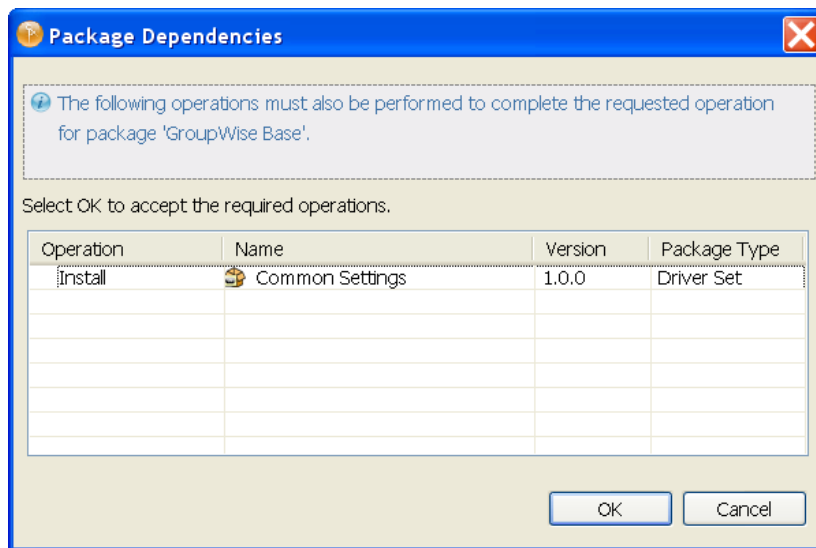 Package Dependencies
The following operations must also be performed to complete the requested operation
for package 'GroupWise Base'.
Select OK to accept the required operations.
Operation Name Version Package Type
Install Common Settings 1.0.0 Driver Set
OK Cancel